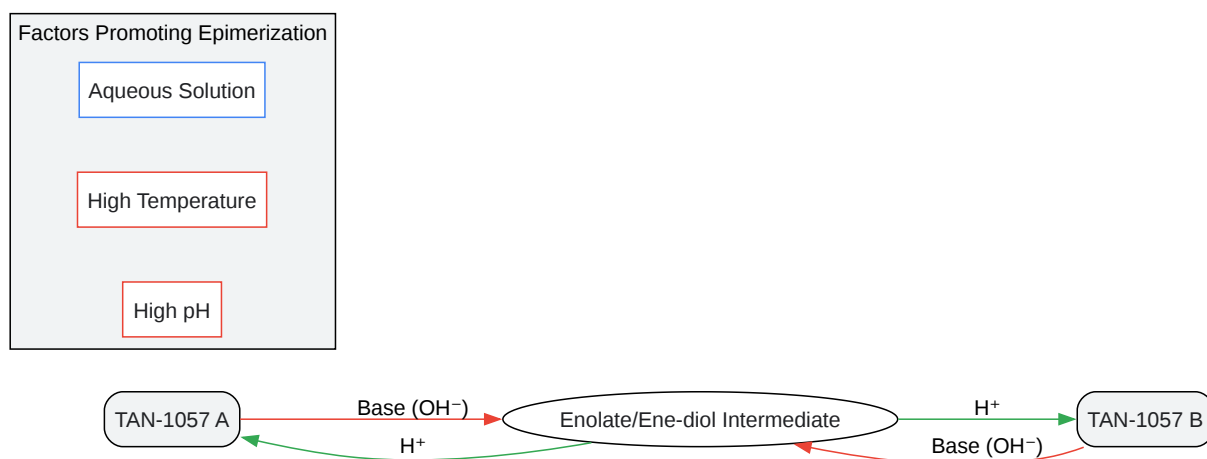 Factors Promoting Epimerization
Aqueous Solution
High Temperature
High pH
TAN-1057 A
Base (OH⁻)
Enolate/Ene-diol Intermediate
H⁺
TAN-1057 B
H⁺
Base (OH⁻)